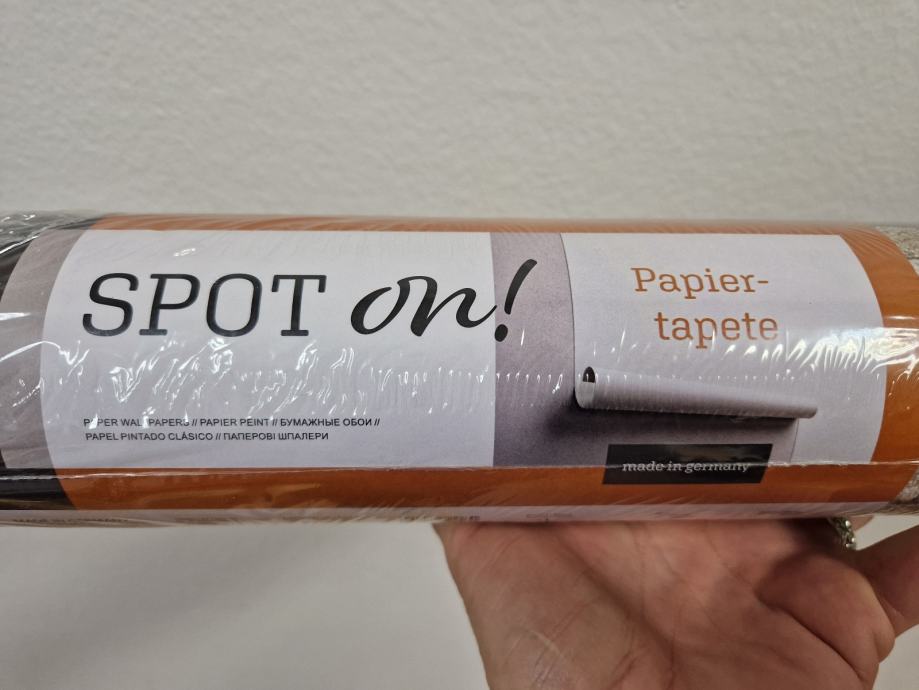 SPOT on!
Papier-
tapete
PAPER WALLPAPERS // PAPIER PEINT // БУМАЖНЫЕ ОБОИ //
PAPEL PINTADO CLÁSICO // ПАПЕРОВІ ШПАЛЕРИ
made in germany